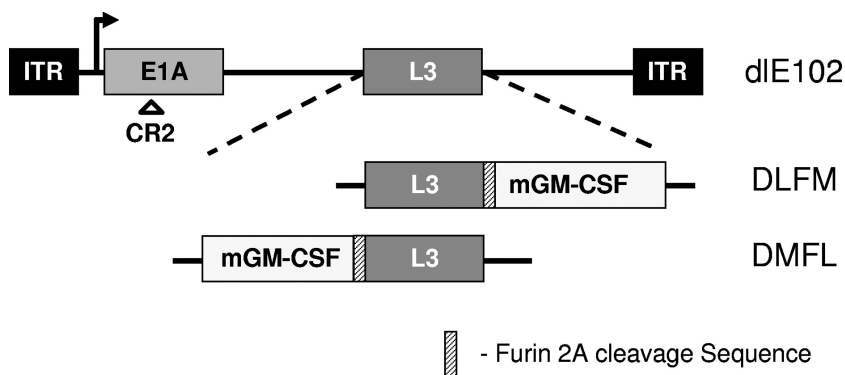 ITR E1A L3 ITR dlE102
CR2
L3 mGM-CSF DLFM
mGM-CSF L3 DMFL
- Furin 2A cleavage Sequence